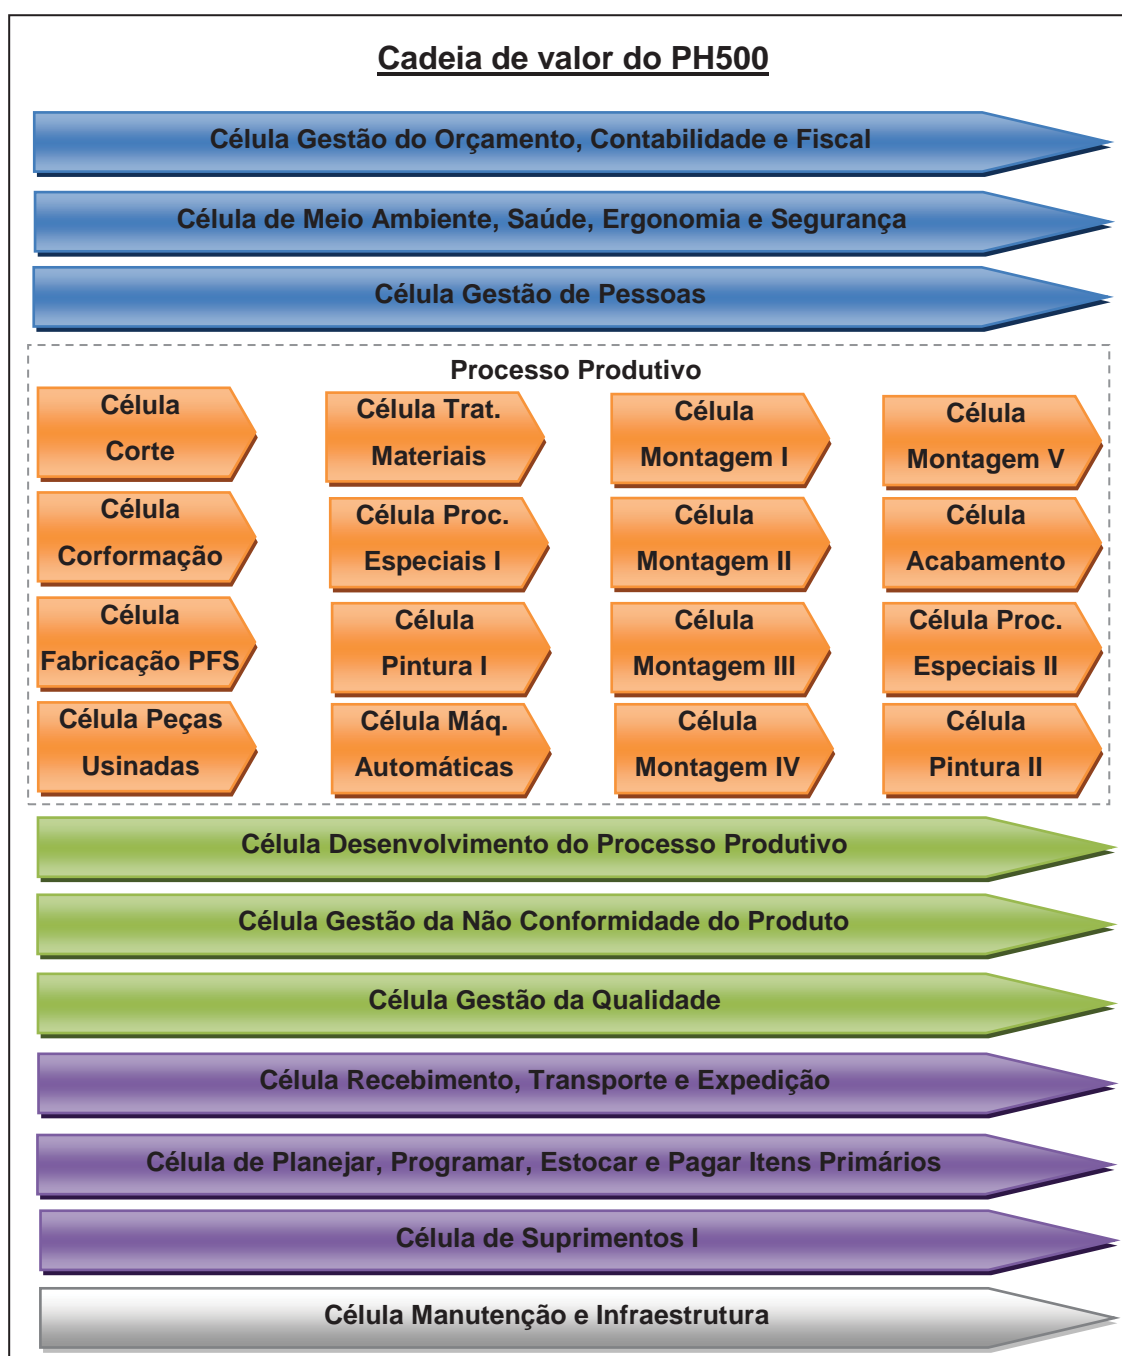 Cadeia de valor do PH500
Célula Gestão do Orçamento, Contabilidade e Fiscal
Célula de Meio Ambiente, Saúde, Ergonomia e Segurança
Célula Gestão de Pessoas
Processo Produtivo
Célula
Corte
Célula Trat.
Materiais
Célula
Montagem I
Célula
Montagem V
Célula
Corformação
Célula Proc.
Especiais I
Célula
Montagem II
Célula
Acabamento
Célula
Fabricação PFS
Célula
Pintura I
Célula
Montagem III
Célula Proc.
Especiais II
Célula Peças
Usinadas
Célula Máq.
Automáticas
Célula
Montagem IV
Célula
Pintura II
Célula Desenvolvimento do Processo Produtivo
Célula Gestão da Não Conformidade do Produto
Célula Gestão da Qualidade
Célula Recebimento, Transporte e Expedição
Célula de Planejar, Programar, Estocar e Pagar Itens Primários
Célula de Suprimentos I
Célula Manutenção e Infraestrutura